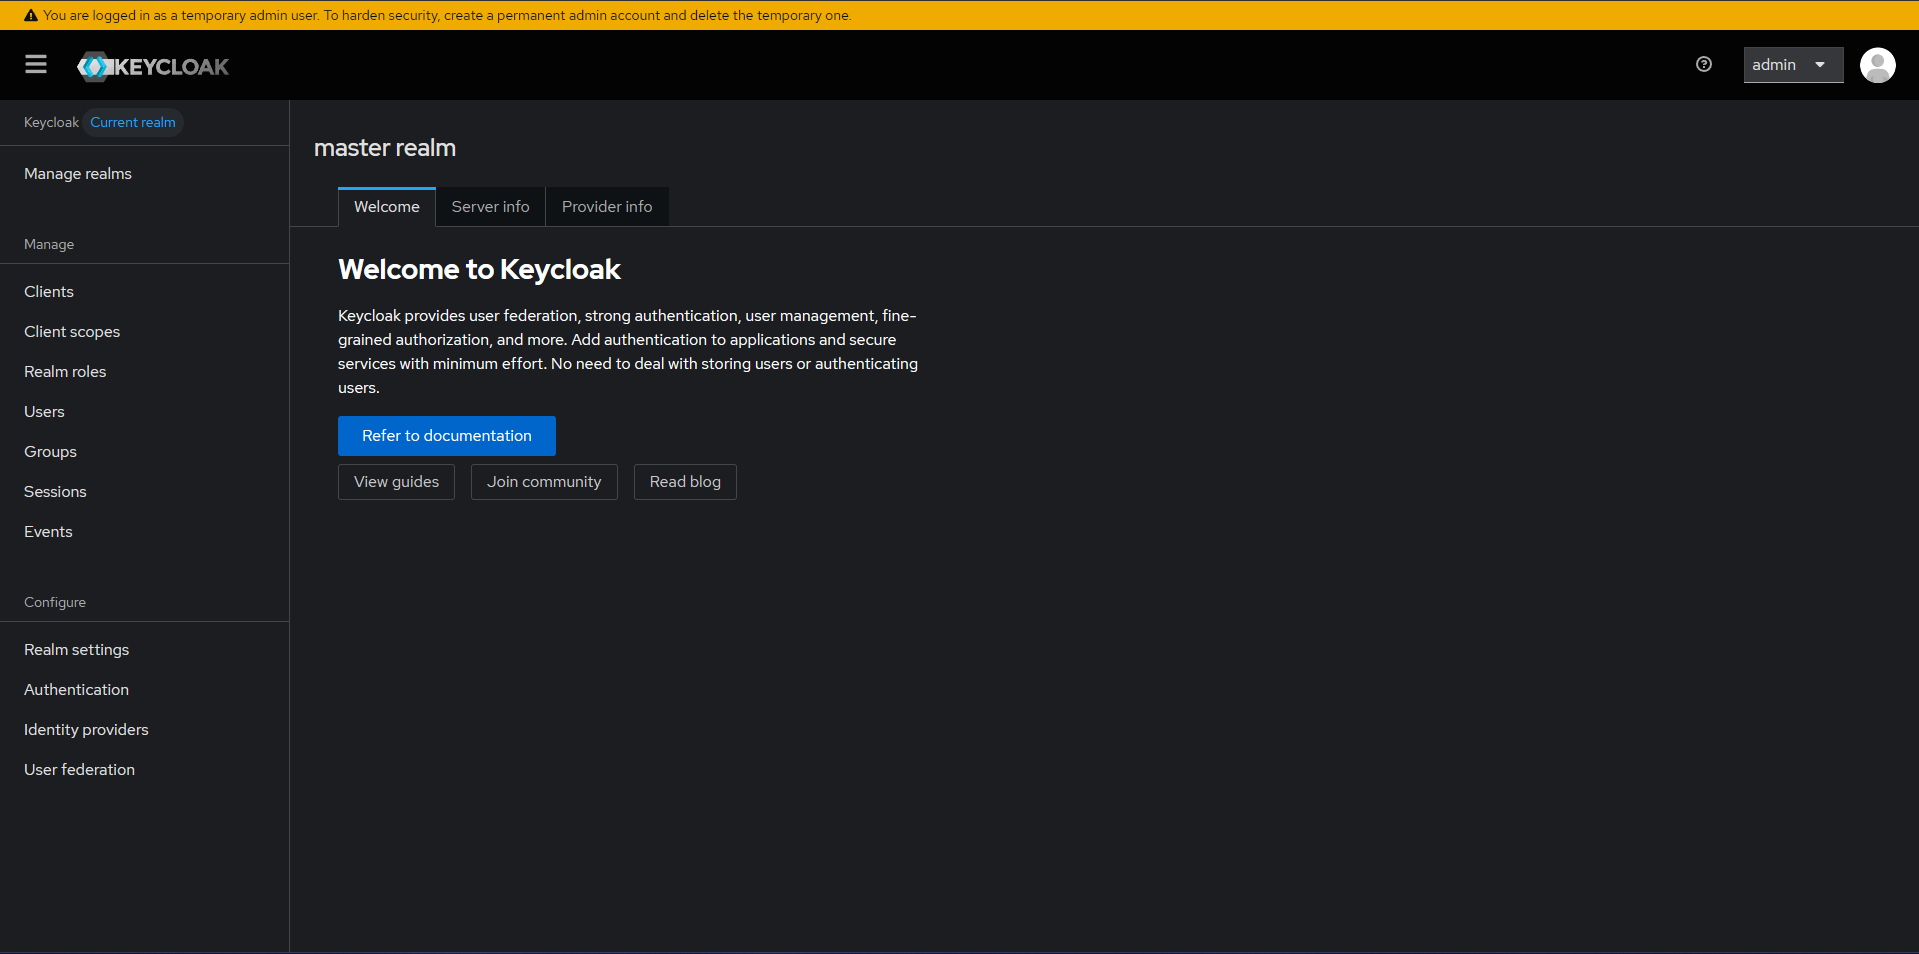 You are logged in as a temporary admin user. To harden security, create a permanent admin account and delete the temporary one.
KEYCLOAK
admin
Keycloak Current realm
Manage realms
Manage
Clients
Client scopes
Realm roles
Users
Groups
Sessions
Events
Configure
Realm settings
Authentication
Identity providers
User federation
master realm
Welcome Server info Provider info
Welcome to Keycloak
Keycloak provides user federation, strong authentication, user management, fine-
grained authorization, and more. Add authentication to applications and secure
services with minimum effort. No need to deal with storing users or authenticating
users.
Refer to documentation
View guides Join community Read blog